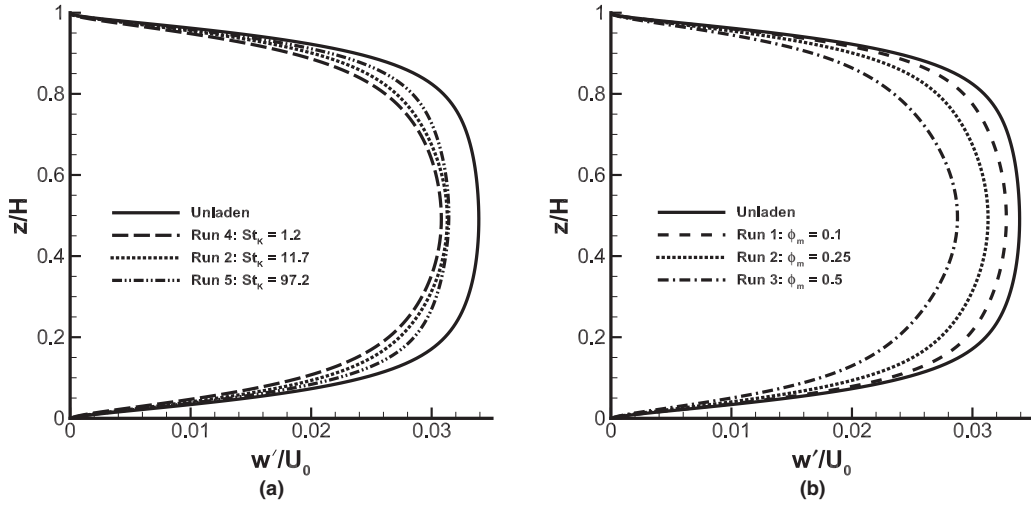 1
0.8
0.6
z/H
0.4
0.2
0
Unladen
Run 4: St_K = 1.2
Run 2: St_K = 11.7
Run 5: St_K = 97.2
0 0.01 0.02 0.03
w′/U₀
(a)
1
0.8
0.6
z/H
0.4
0.2
0
Unladen
Run 1: ϕ_m = 0.1
Run 2: ϕ_m = 0.25
Run 3: ϕ_m = 0.5
0 0.01 0.02 0.03
w′/U₀
(b)